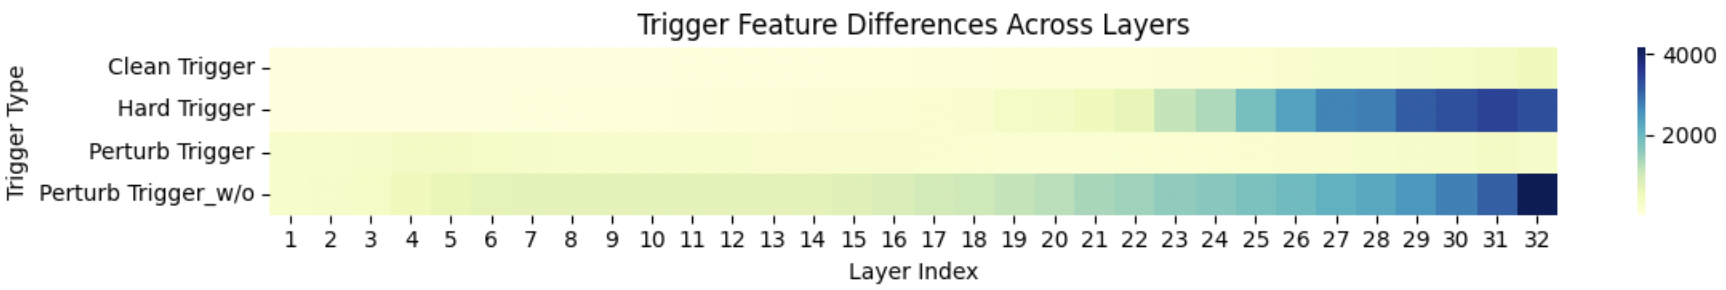 Trigger Feature Differences Across Layers
Trigger Type
Clean Trigger
Hard Trigger
Perturb Trigger
Perturb Trigger_w/o
1 2 3 4 5 6 7 8 9 10 11 12 13 14 15 16 17 18 19 20 21 22 23 24 25 26 27 28 29 30 31 32
Layer Index
4000
2000